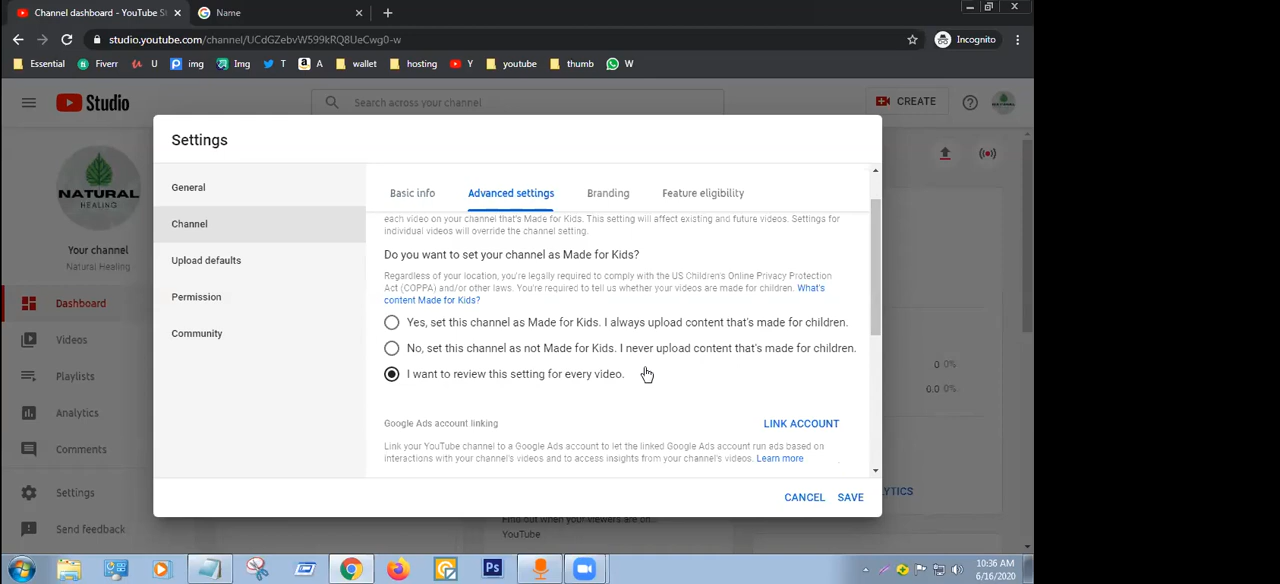 Channel dashboard - YouTube St
Name
studio.youtube.com/channel/UCdGZebvW599kRQ8UeCwg0-w
Incognito
Essential
Fiverr
U
img
Img
T
A
wallet
hosting
Y
youtube
thumb
W
Studio
Search across your channel
CREATE
Settings
NATURAL
HEALING
Your channel
Natural Healing
Dashboard
Videos
Playlists
Analytics
Comments
Settings
Send feedback
General
Channel
Upload defaults
Permission
Community
Basic info
Advanced settings
Branding
Feature eligibility
each video on your channel that's Made for Kids. This setting will affect existing and future videos. Settings for
individual videos will override the channel setting.
Do you want to set your channel as Made for Kids?
Regardless of your location, you're legally required to comply with the US Children's Online Privacy Protection
Act (COPPA) and/or other laws. You're required to tell us whether your videos are made for children. What's
content Made for Kids?
Yes, set this channel as Made for Kids. I always upload content that's made for children.
No, set this channel as not Made for Kids. I never upload content that's made for children.
I want to review this setting for every video.
Google Ads account linking
LINK ACCOUNT
Link your YouTube channel to a Google Ads account to let the linked Google Ads account run ads based on
interactions with your channel's videos and to access insights from your channel's videos. Learn more
CANCEL
SAVE
0 0%
0.0 0%
YTICS
Find out when your viewers are on...
YouTube
Ps
10:36 AM
6/16/2020